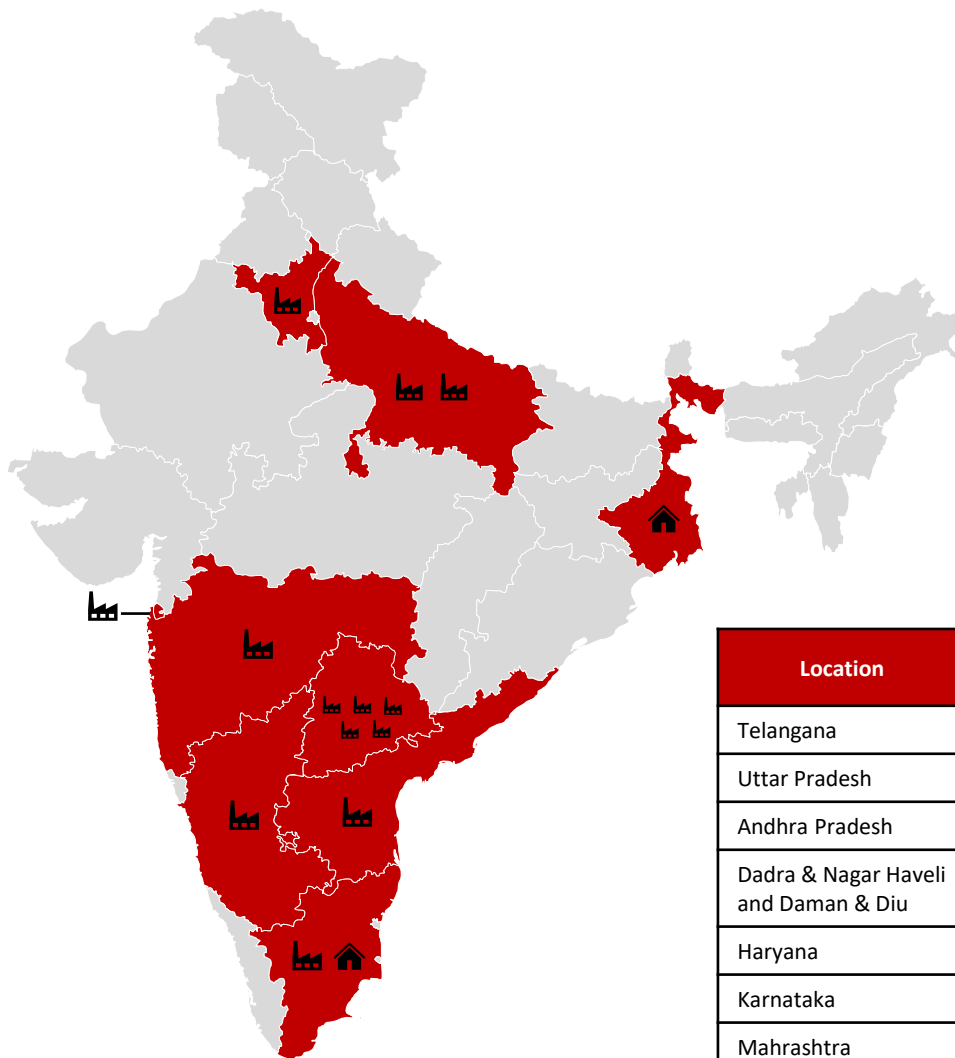 Location
Telangana
Uttar Pradesh
Andhra Pradesh
Dadra & Nagar Haveli
and Daman & Diu
Haryana
Karnataka
Mahrashtra